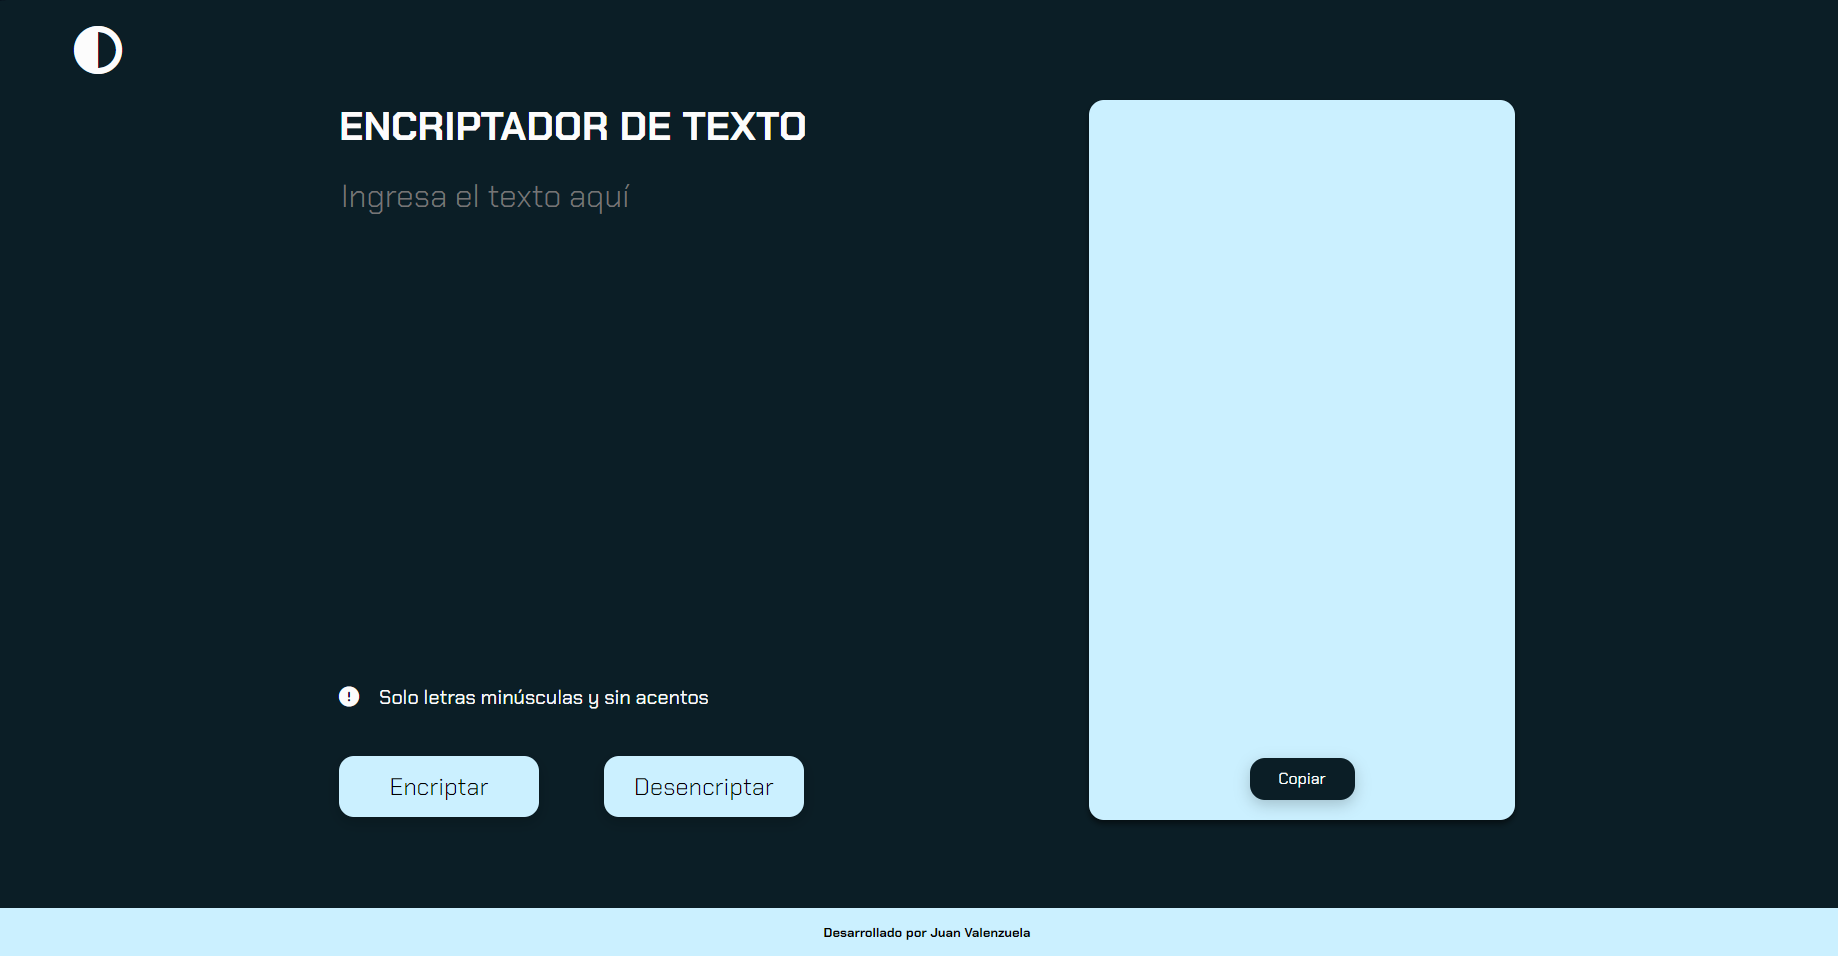 ENCRIPTADOR DE TEXTO
Ingresa el texto aquí
Solo letras minúsculas y sin acentos
Encriptar
Desencriptar
Copiar
Desarrollado por Juan Valenzuela